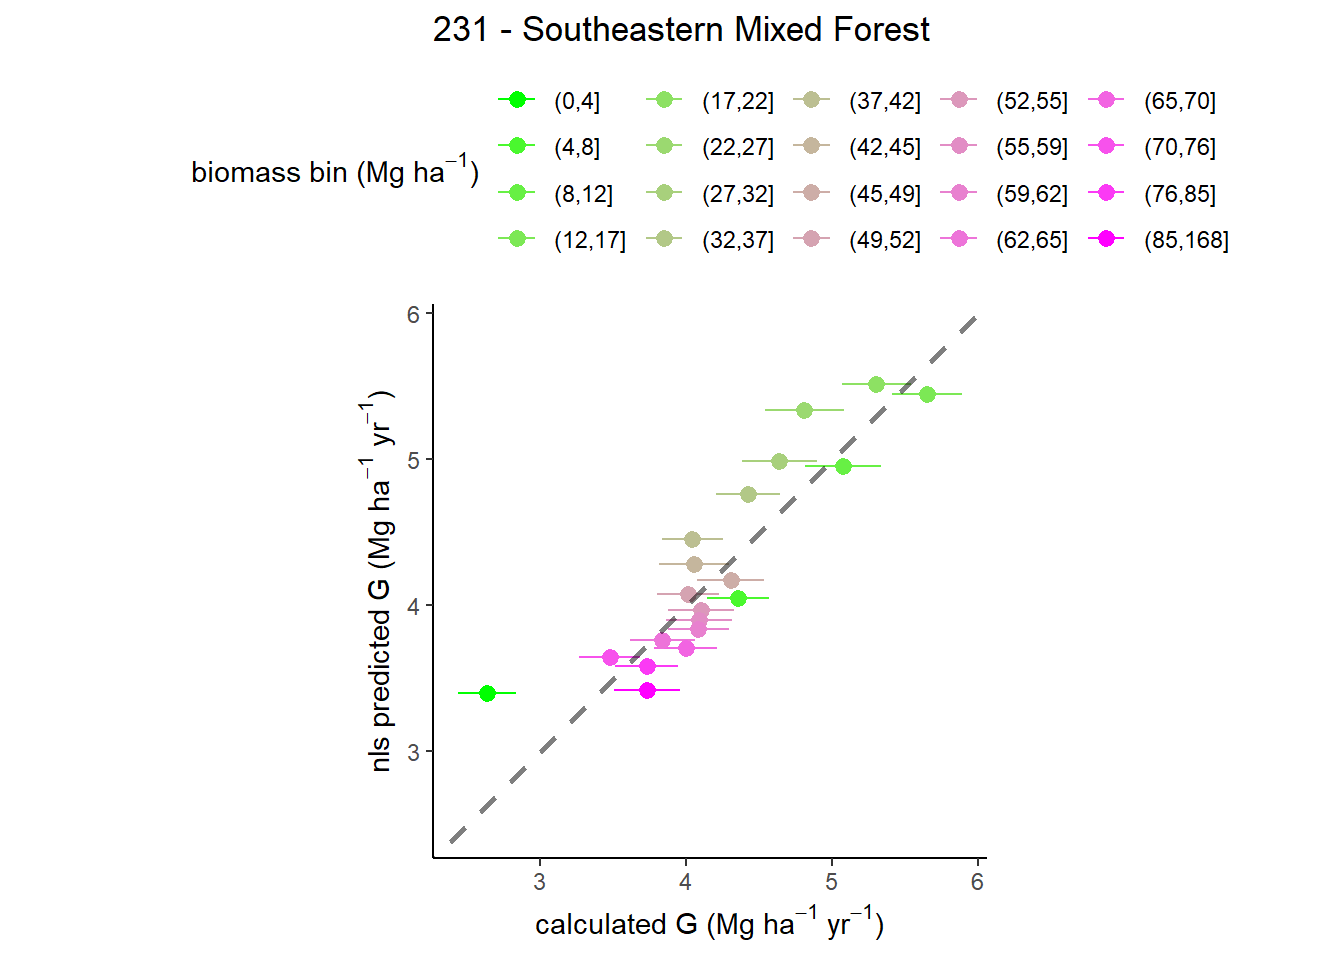 231 - Southeastern Mixed Forest
biomass bin (Mg ha⁻¹)
(0,4] (17,22] (37,42] (52,55] (65,70]
(4,8] (22,27] (42,45] (55,59] (70,76]
(8,12] (27,32] (45,49] (59,62] (76,85]
(12,17] (32,37] (49,52] (62,65] (85,168]
nls predicted G (Mg ha⁻¹ yr⁻¹)
6
5
4
3
3 4 5 6
calculated G (Mg ha⁻¹ yr⁻¹)